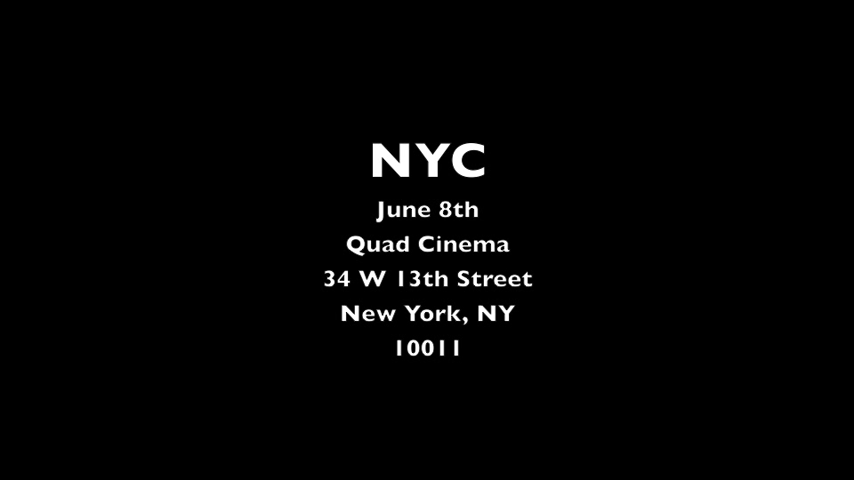 NYC
June 8th
Quad Cinema
34 W 13th Street
New York, NY
10011